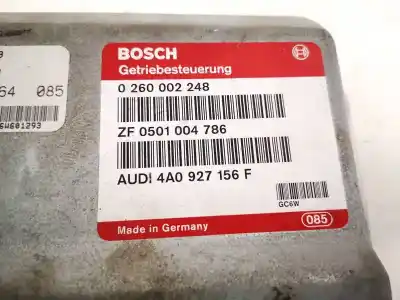 BOSCH
Getriebesteuerung
0 260 002 248
ZF 0501 004 786
AUDI 4A0 927 156 F
GC6W
Made in Germany
085
64 085
6W601293